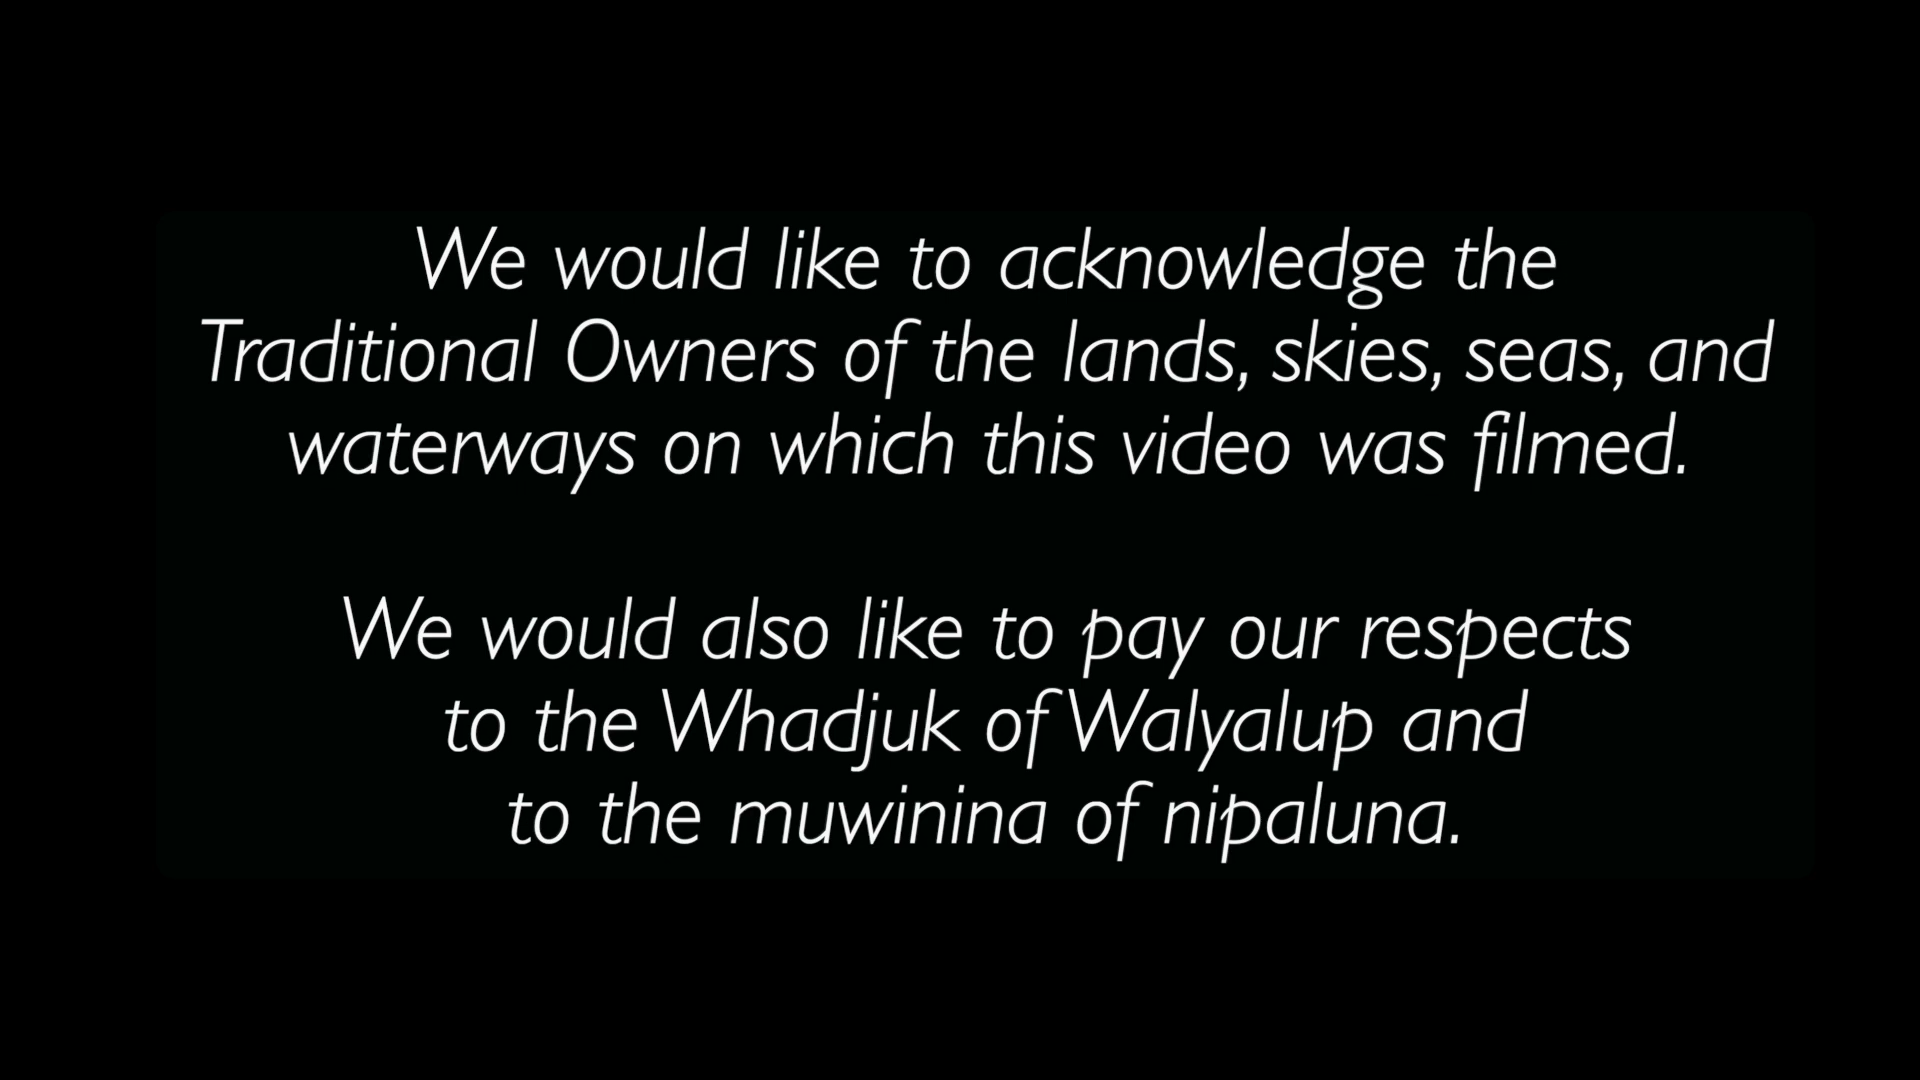 We would like to acknowledge the
Traditional Owners of the lands, skies, seas, and
waterways on which this video was filmed.
We would also like to pay our respects
to the Whadjuk of Walyalup and
to the muwinina of nipaluna.